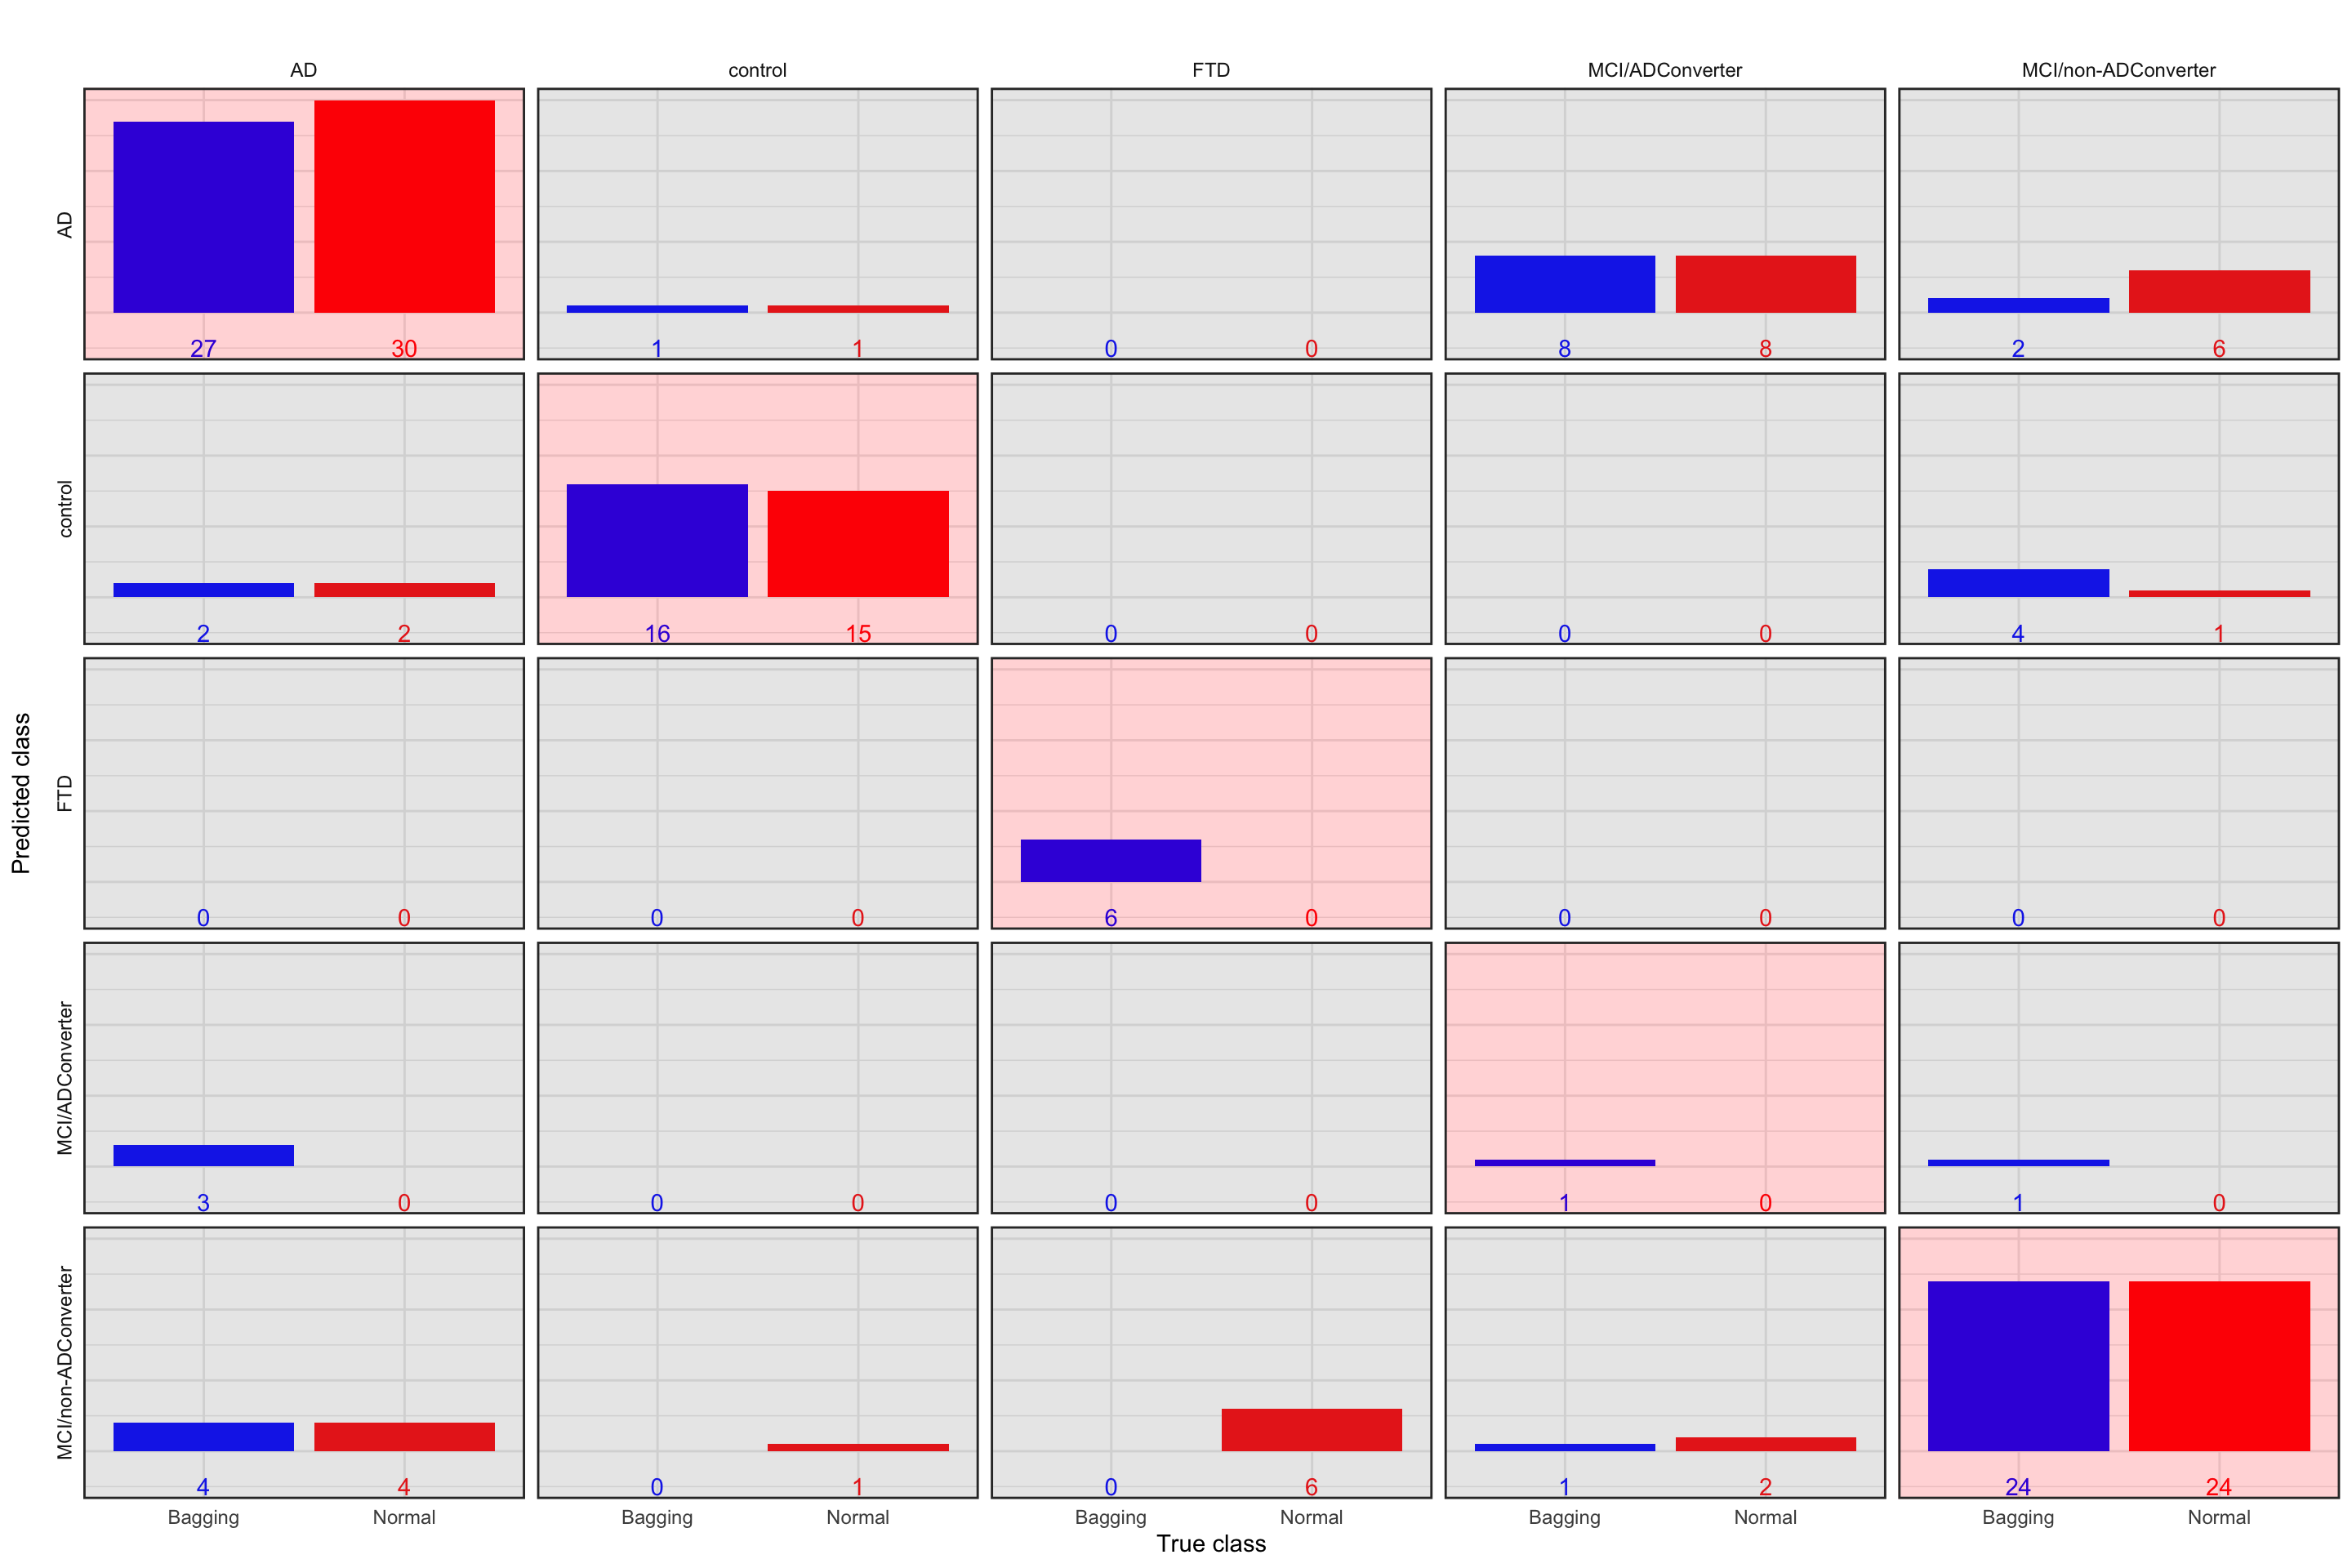 AD control FTD MCI/ADConverter MCI/non-ADConverter
AD
27 30 1 1 0 0 8 8 2 6
control
2 2 16 15 0 0 0 0 4 1
Predicted class
FTD
0 0 0 0 6 0 0 0 0 0
MCI/ADConverter
3 0 0 0 0 0 1 0 1 0
MCI/non-ADConverter
4 4 0 1 0 6 1 2 24 24
Bagging Normal Bagging Normal Bagging Normal Bagging Normal Bagging Normal
True class